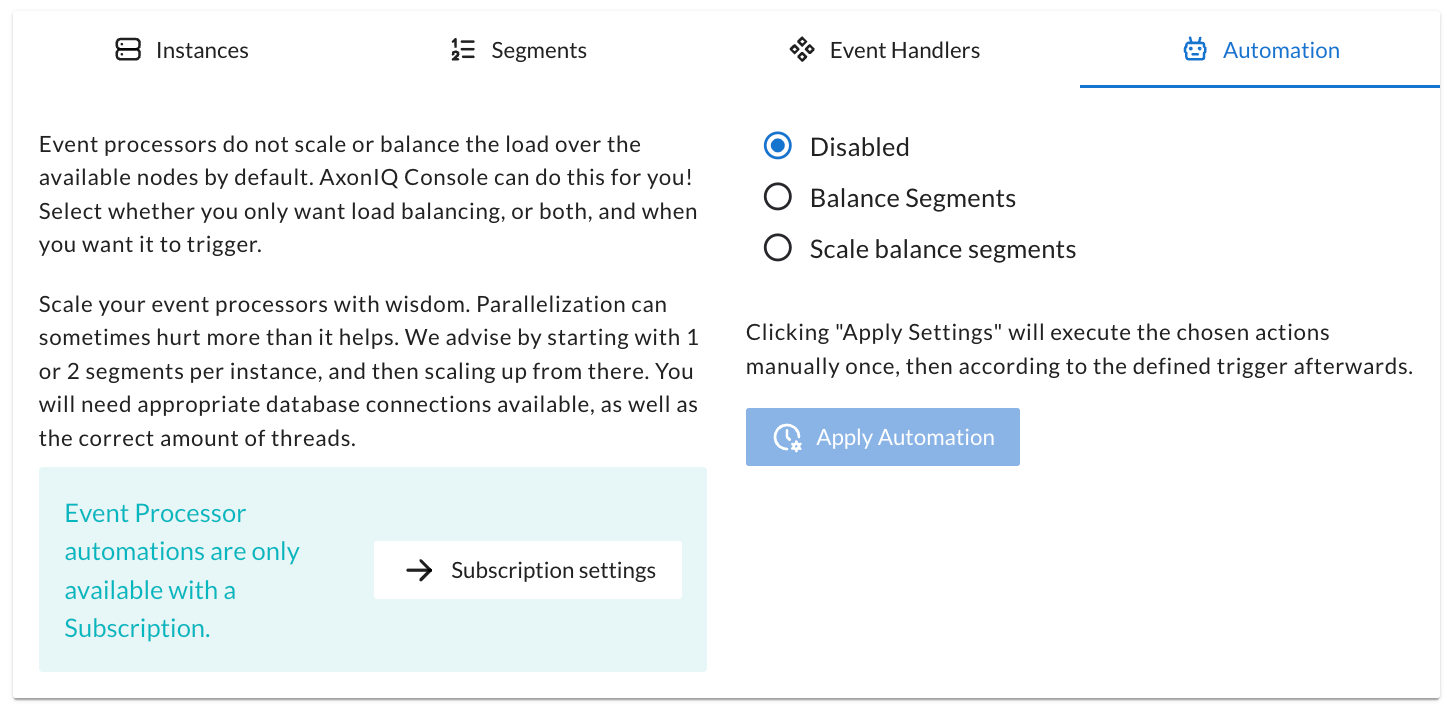 Instances
Segments
Event Handlers
Automation
Event processors do not scale or balance the load over the
available nodes by default. AxonIQ Console can do this for you!
Select whether you only want load balancing, or both, and when
you want it to trigger.
Scale your event processors with wisdom. Parallelization can
sometimes hurt more than it helps. We advise by starting with 1
or 2 segments per instance, and then scaling up from there. You
will need appropriate database connections available, as well as
the correct amount of threads.
Event Processor
automations are only
available with a
Subscription.
Subscription settings
Disabled
Balance Segments
Scale balance segments
Clicking "Apply Settings" will execute the chosen actions
manually once, then according to the defined trigger afterwards.
Apply Automation